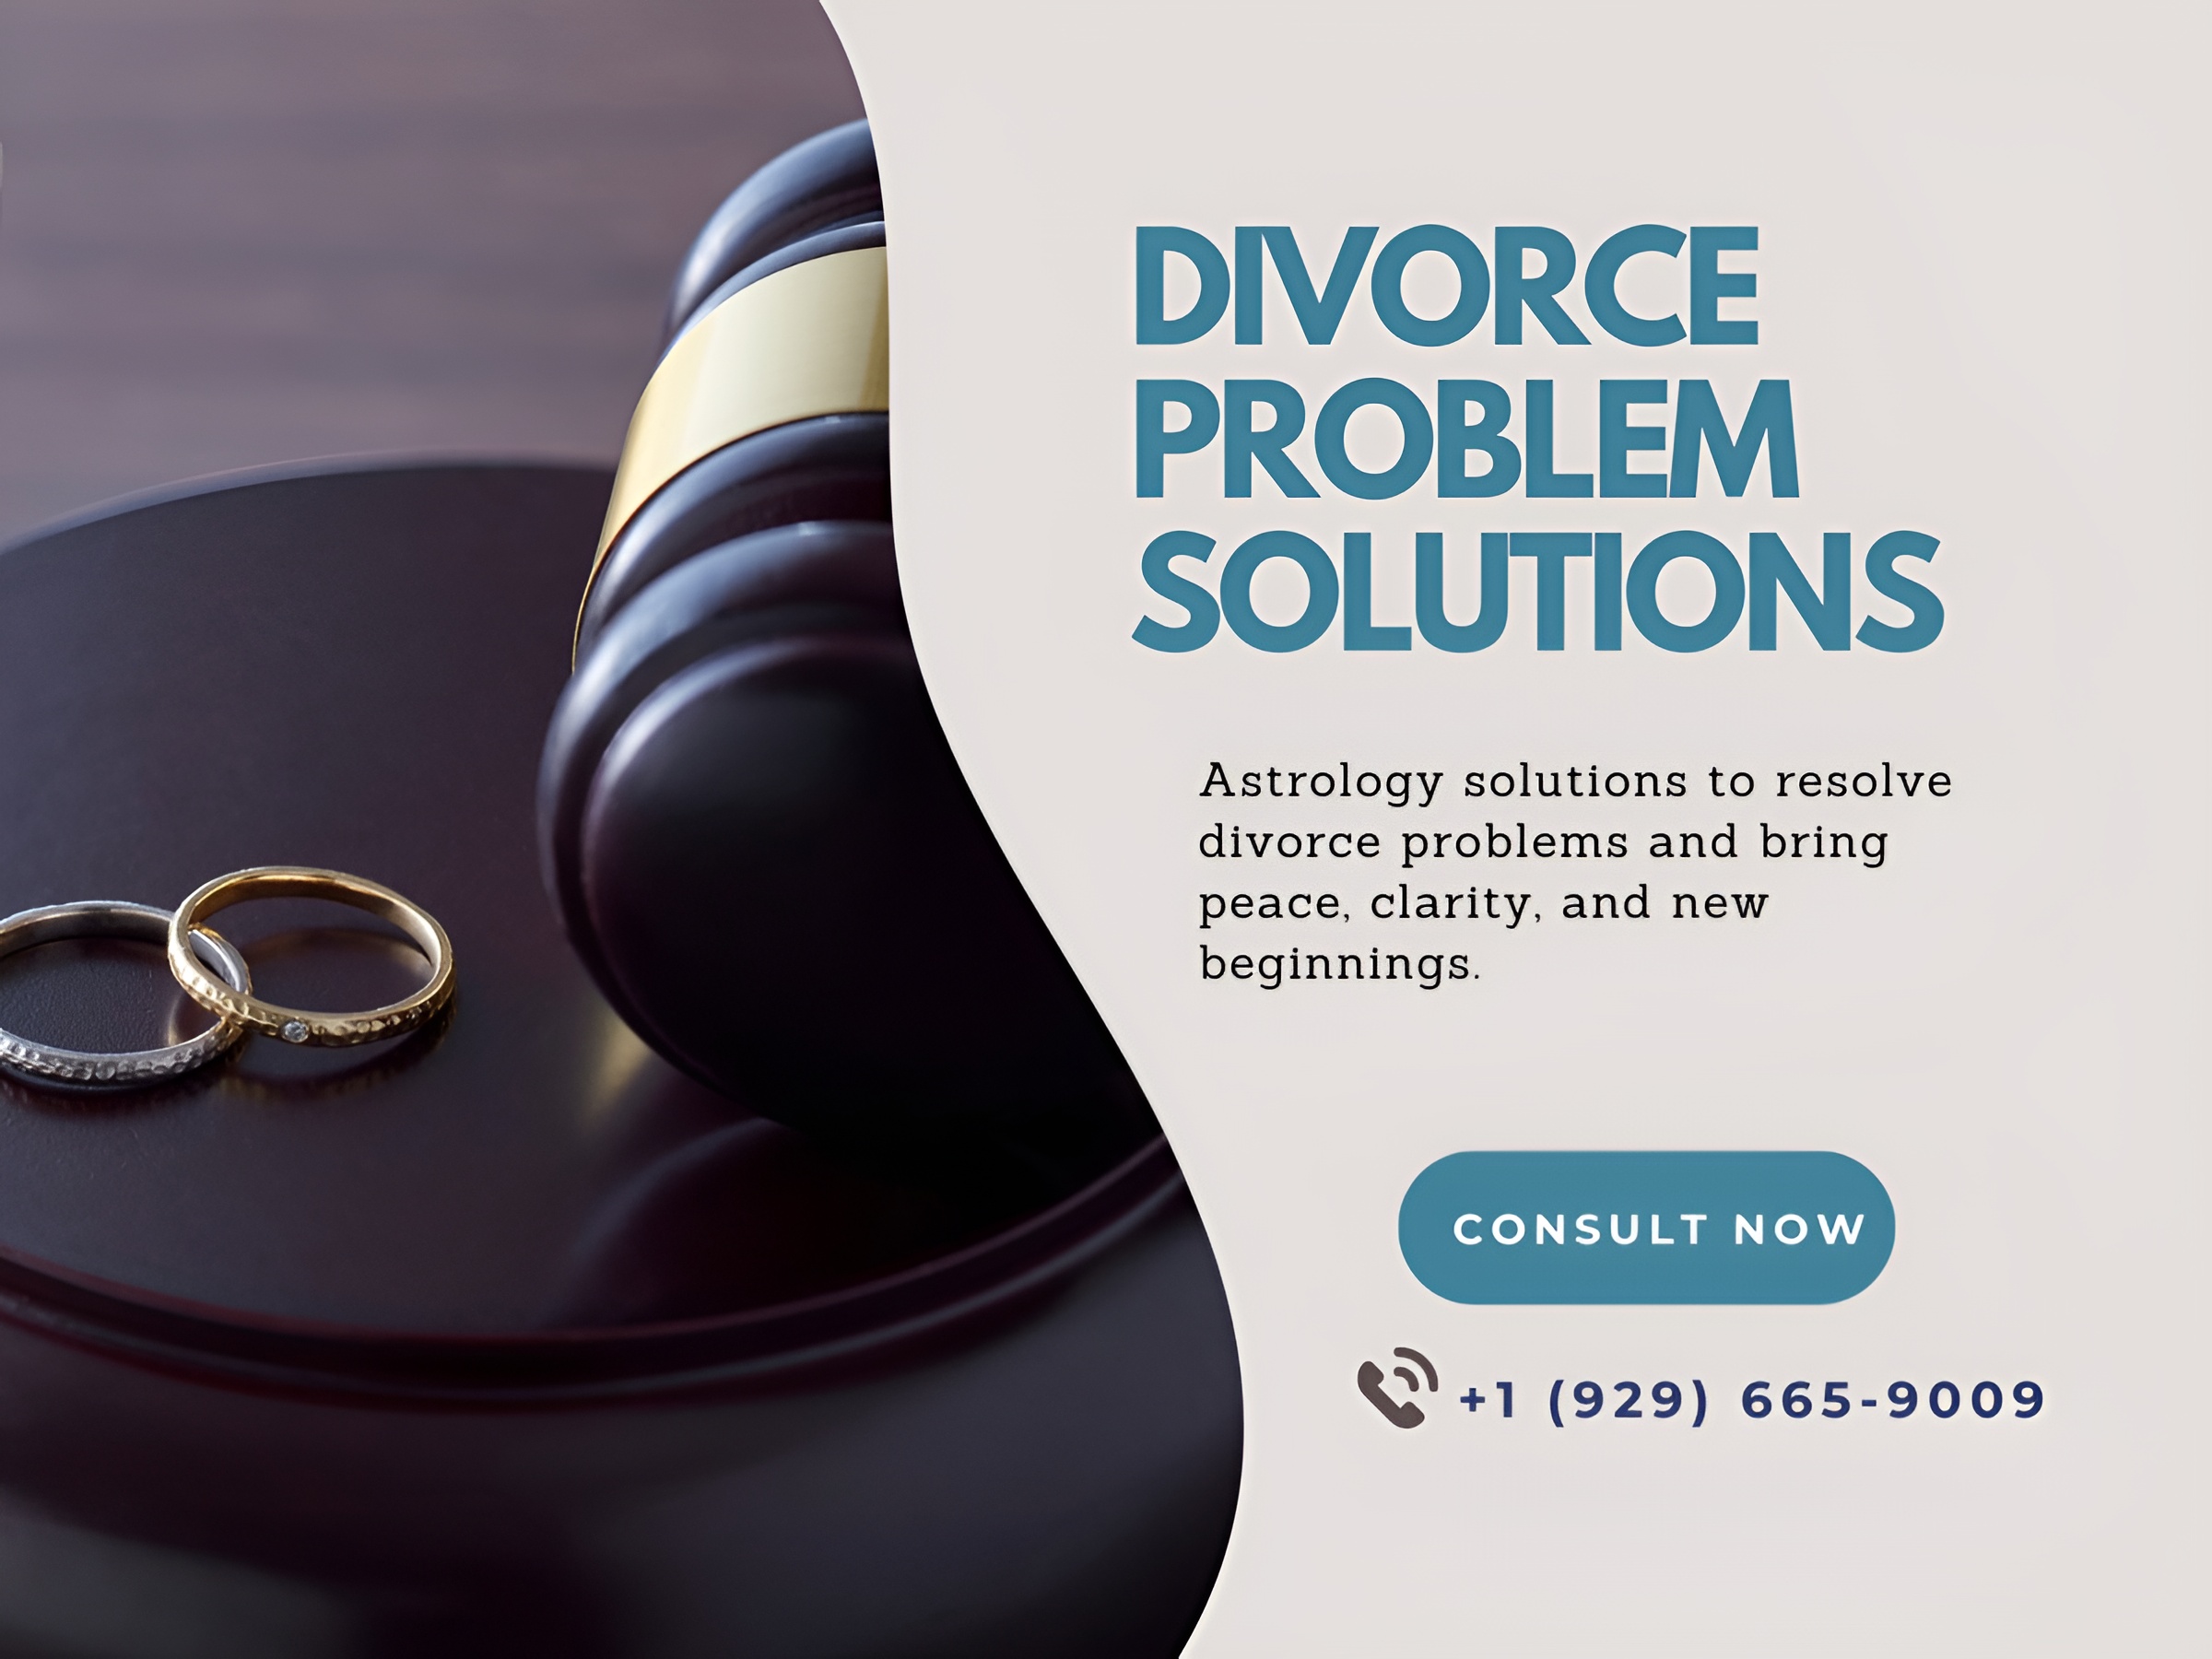 DIVORCE
PROBLEM
SOLUTIONS
Astrology solutions to resolve
divorce problems and bring
peace, clarity, and new
beginnings.
CONSULT NOW
+1 (929) 665-9009